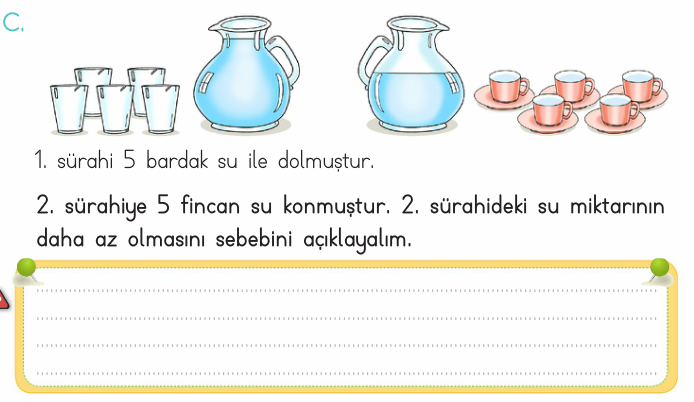 C.
1. sürahi 5 bardak su ile dolmuştur.
2. sürahiye 5 fincan su konmuştur. 2. sürahideki su miktarının
daha az olmasını sebebini açıklayalım.